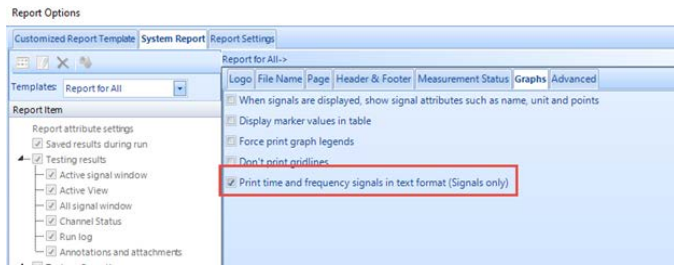 Report Options
Customized Report Template System Report Report Settings
Report for All->
Templates: Report for All
Logo File Name Page Header & Footer Measurement Status Graphs Advanced
When signals are displayed, show signal attributes such as name, unit and points
Display marker values in table
Force print graph legends
Don't print gridlines
Print time and frequency signals in text format (Signals only)
Report Item
Report attribute settings
Saved results during run
Testing results
Active signal window
Active View
All signal window
Channel Status
Run log
Annotations and attachments